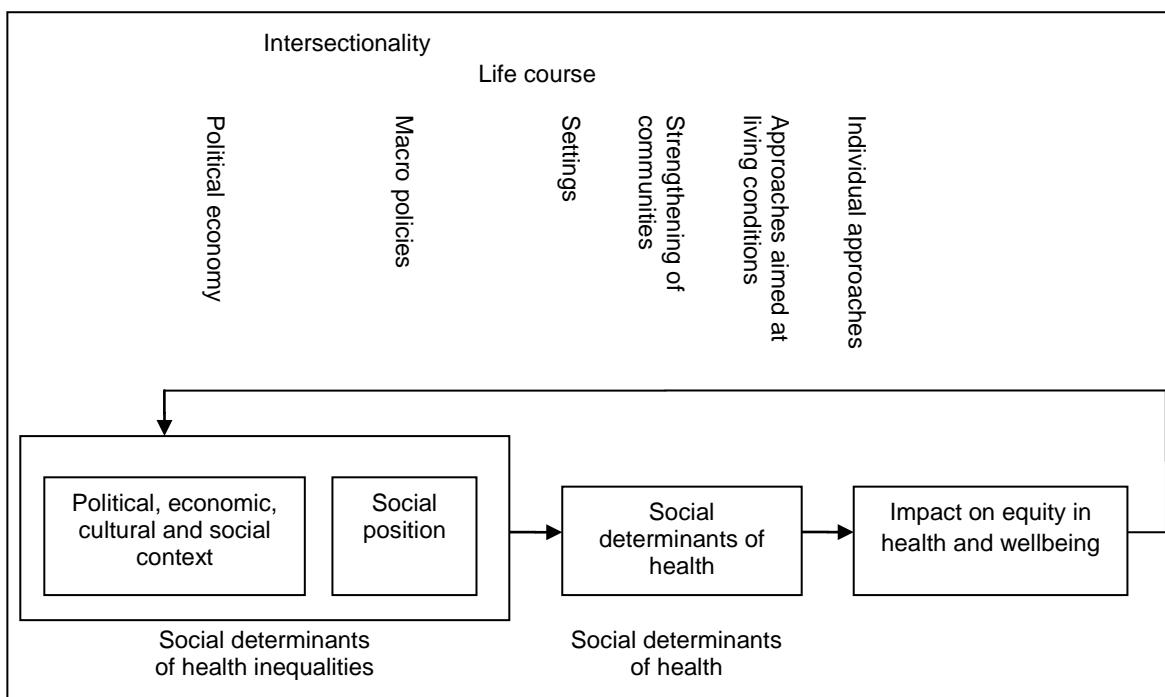 Intersectionality
Life course
Political economy
Macro policies
Settings
Strengthening of
communities
Approaches aimed at
living conditions
Individual approaches
Political, economic,
cultural and social
context
Social
position
Social
determinants of
health
Impact on equity in
health and wellbeing
Social determinants
of health inequalities
Social determinants
of health